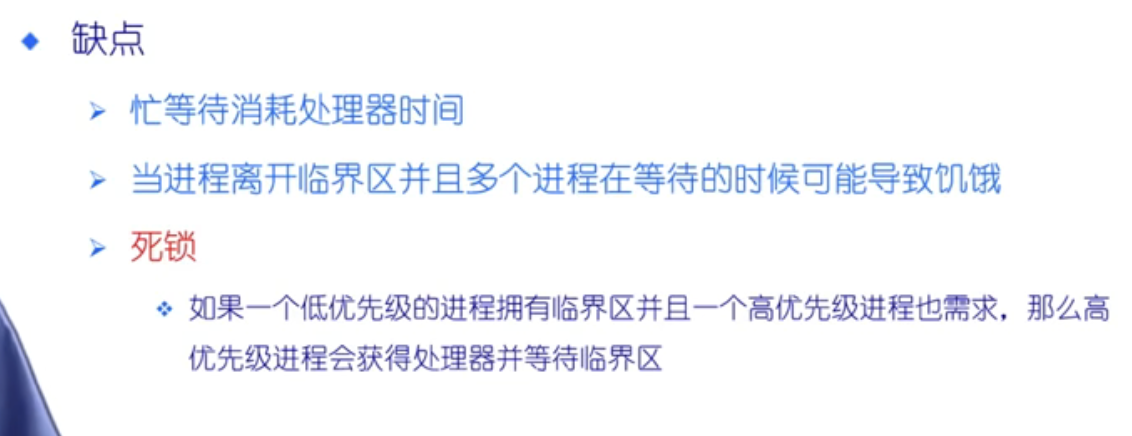 缺点
忙等待消耗处理器时间
当进程离开临界区并且多个进程在等待的时候可能导致饥饿
死锁
如果一个低优先级的进程拥有临界区并且一个高优先级进程也需求，那么高
优先级进程会获得处理器并等待临界区